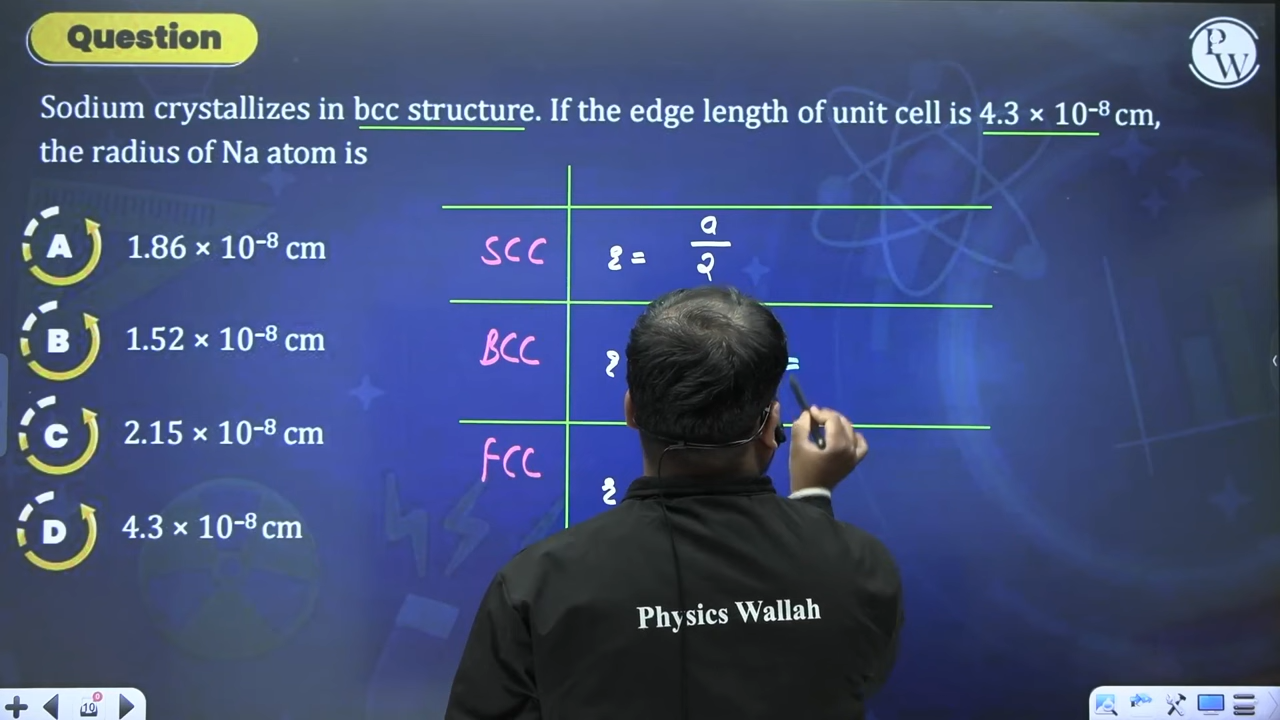 Question
PW
Sodium crystallizes in bcc structure. If the edge length of unit cell is 4.3 × 10⁻⁸ cm,
the radius of Na atom is
A 1.86 × 10⁻⁸ cm
B 1.52 × 10⁻⁸ cm
C 2.15 × 10⁻⁸ cm
D 4.3 × 10⁻⁸ cm
SCC r = a/2
BCC r =
FCC r
Physics Wallah
10